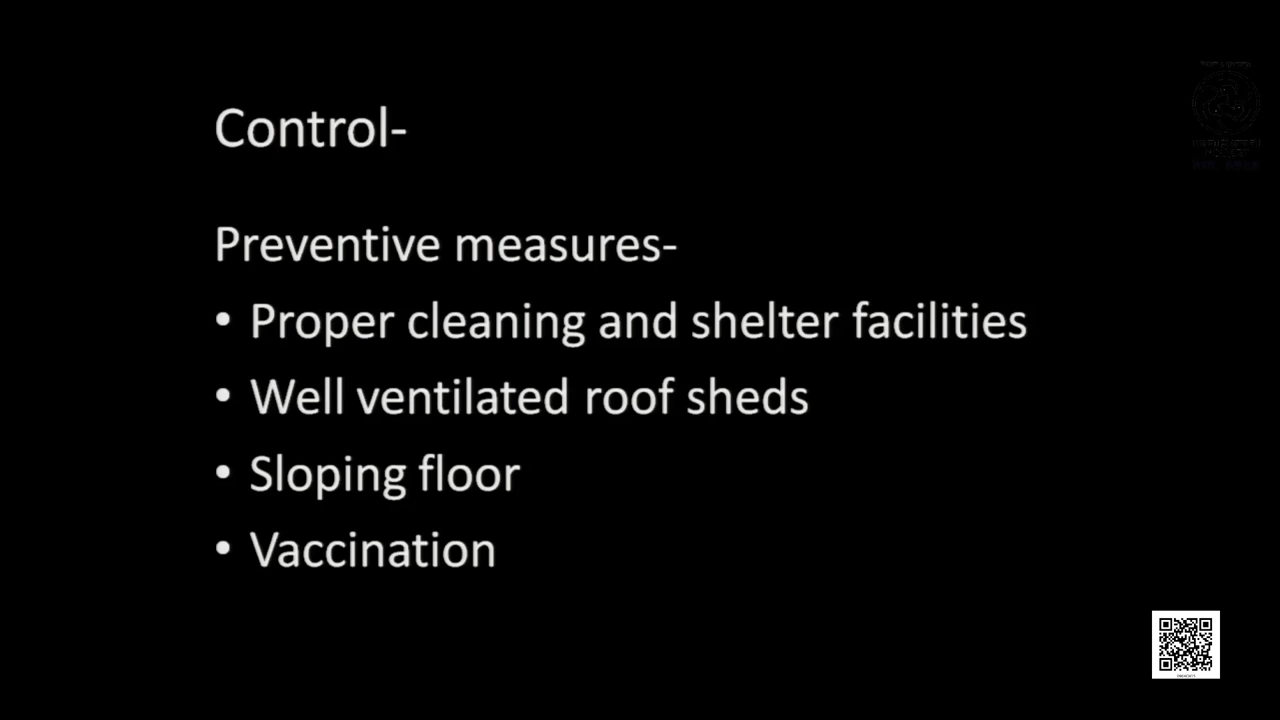 Control-
Preventive measures-
• Proper cleaning and shelter facilities
• Well ventilated roof sheds
• Sloping floor
• Vaccination